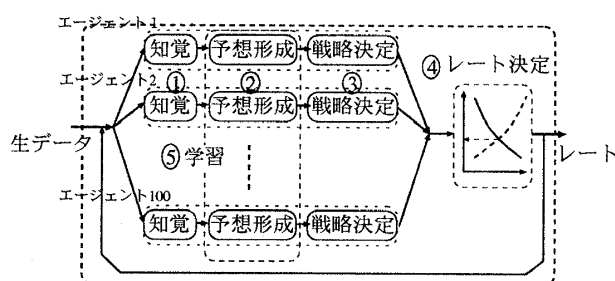 エージェント1
知覚 予想形成 戦略決定
④レート決定
エージェント2 ① ② ③
知覚 予想形成 戦略決定
生データ
レート
⑤学習
エージェント100
知覚 予想形成 戦略決定